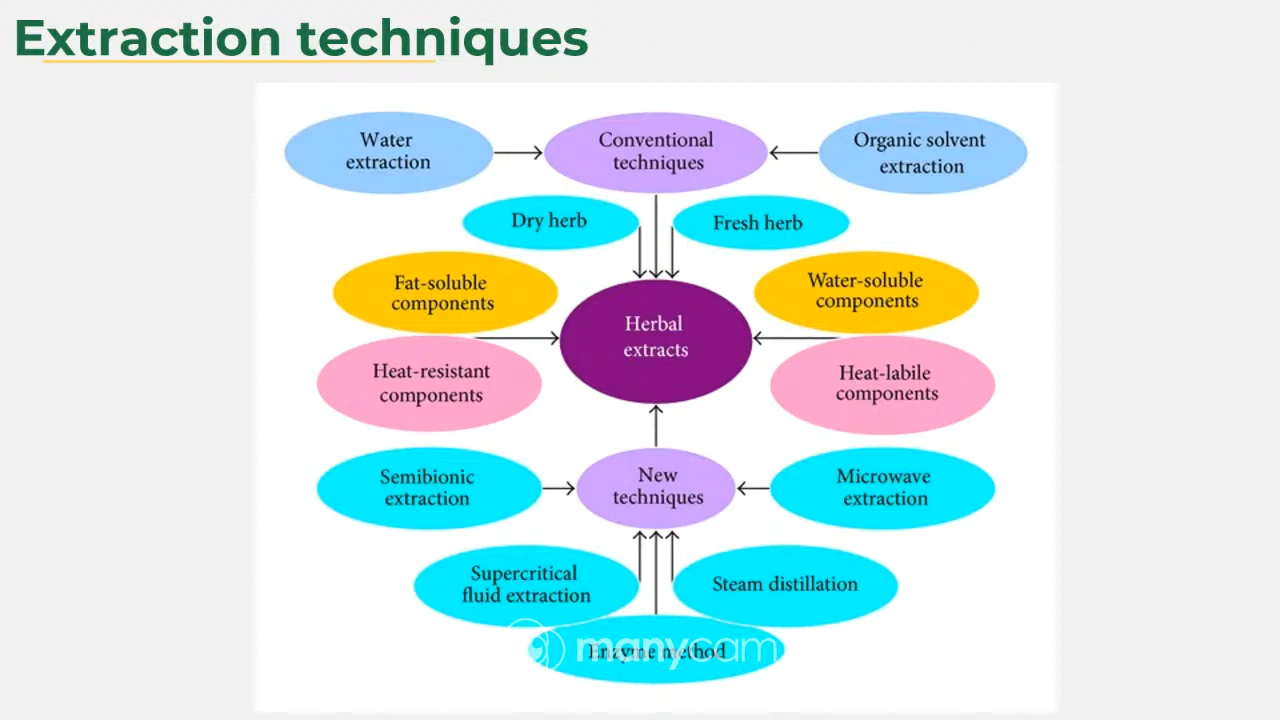 Extraction techniques
Water
extraction
Conventional
techniques
Organic solvent
extraction
Dry herb
Fresh herb
Fat-soluble
components
Water-soluble
components
Herbal
extracts
Heat-resistant
components
Heat-labile
components
Semibionic
extraction
New
techniques
Microwave
extraction
Supercritical
fluid extraction
Steam distillation
Enzyme method
manycam